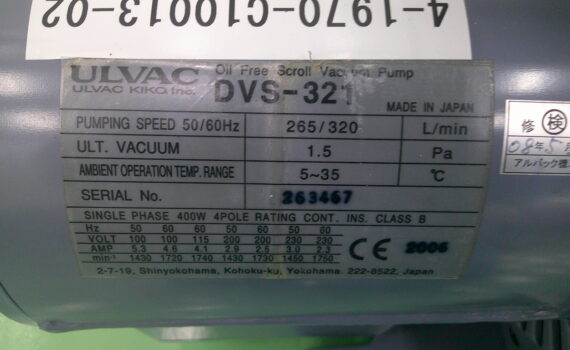 4-1970-C10013-02
ULVAC Oil Free Scroll Vacuum Pump
ULVAC KIKO, Inc. DVS-321
MADE IN JAPAN
PUMPING SPEED 50/60Hz 265/320 L/min
ULT. VACUUM 1.5 Pa
AMBIENT OPERATION TEMP. RANGE 5~35 ℃
SERIAL No. 263467
SINGLE PHASE 400W 4POLE RATING CONT. INS. CLASS B
Hz 50 60 60 50 60 50 60
VOLT 100 100 115 200 200 230 230
AMP 5.3 4.6 4.1 2.9 2.5 3.0 2.3
min⁻¹ 1430 1720 1740 1430 1730 1450 1750
CE 2006
2-7-19, Shinyokohama, Kohoku-ku, Yokohama. 222-8522, Japan
修 検
08年5月
アルバック機